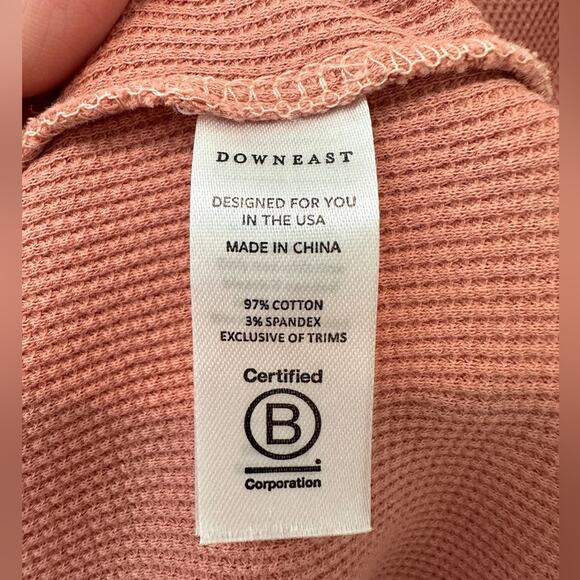 DOWNEAST
DESIGNED FOR YOU
IN THE USA
MADE IN CHINA
97% COTTON
3% SPANDEX
EXCLUSIVE OF TRIMS
Certified
B
Corporation